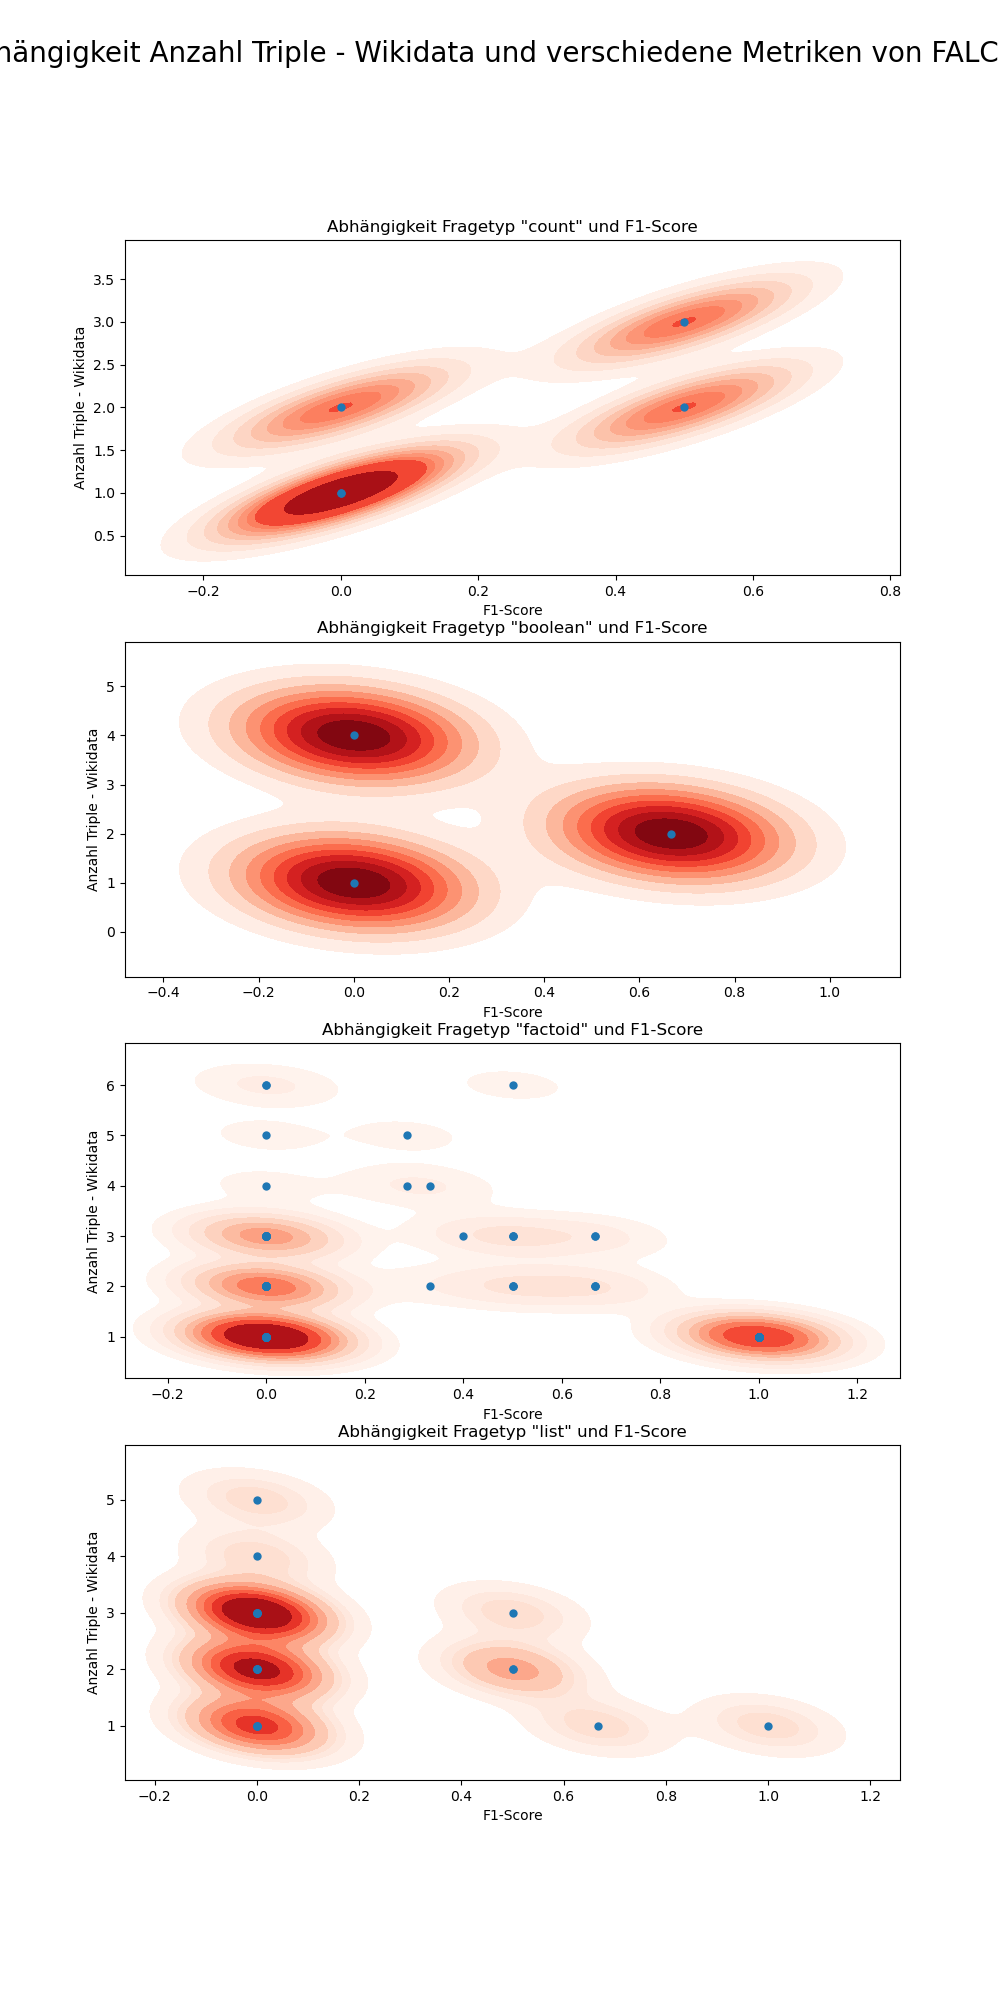 hängigkeit Anzahl Triple - Wikidata und verschiedene Metriken von FALC
Abhängigkeit Fragetyp "count" und F1-Score
Anzahl Triple - Wikidata
3.5
3.0
2.5
2.0
1.5
1.0
0.5
−0.2 0.0 0.2 0.4 0.6 0.8
F1-Score
Abhängigkeit Fragetyp "boolean" und F1-Score
Anzahl Triple - Wikidata
5
4
3
2
1
0
−0.4 −0.2 0.0 0.2 0.4 0.6 0.8 1.0
F1-Score
Abhängigkeit Fragetyp "factoid" und F1-Score
Anzahl Triple - Wikidata
6
5
4
3
2
1
−0.2 0.0 0.2 0.4 0.6 0.8 1.0 1.2
F1-Score
Abhängigkeit Fragetyp "list" und F1-Score
Anzahl Triple - Wikidata
5
4
3
2
1
−0.2 0.0 0.2 0.4 0.6 0.8 1.0 1.2
F1-Score